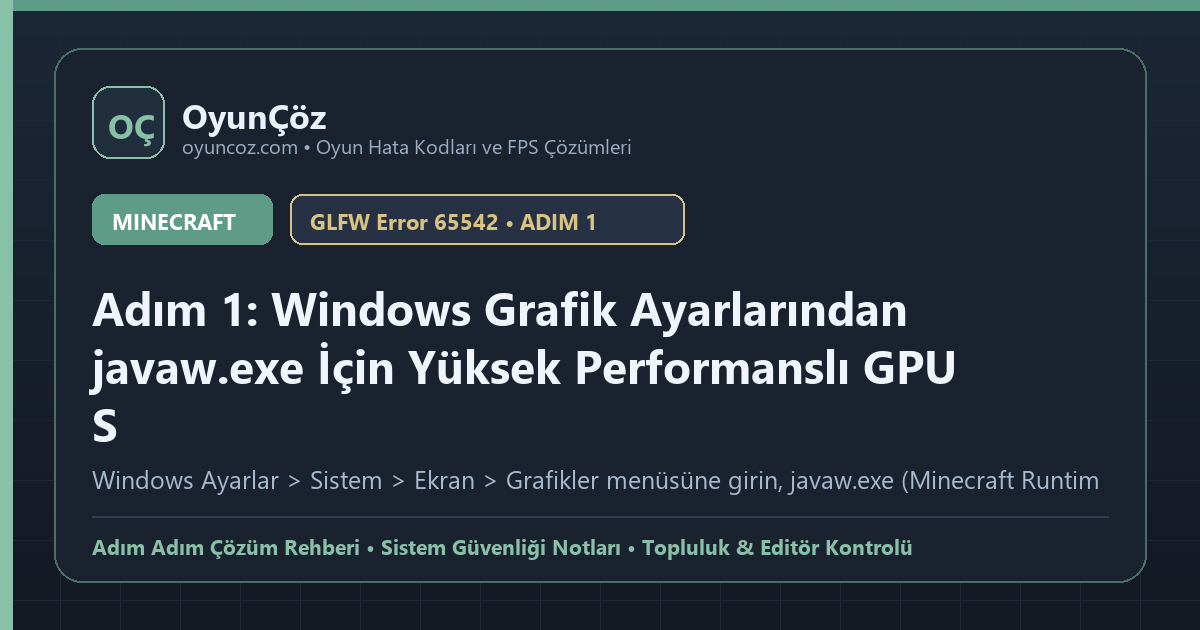 OÇ
OyunÇöz
oyuncoz.com • Oyun Hata Kodları ve FPS Çözümleri
MINECRAFT
GLFW Error 65542 • ADIM 1
Adım 1: Windows Grafik Ayarlarından
javaw.exe İçin Yüksek Performanslı GPU
S
Windows Ayarlar > Sistem > Ekran > Grafikler menüsüne girin, javaw.exe (Minecraft Runtim
Adım Adım Çözüm Rehberi • Sistem Güvenliği Notları • Topluluk & Editör Kontrolü